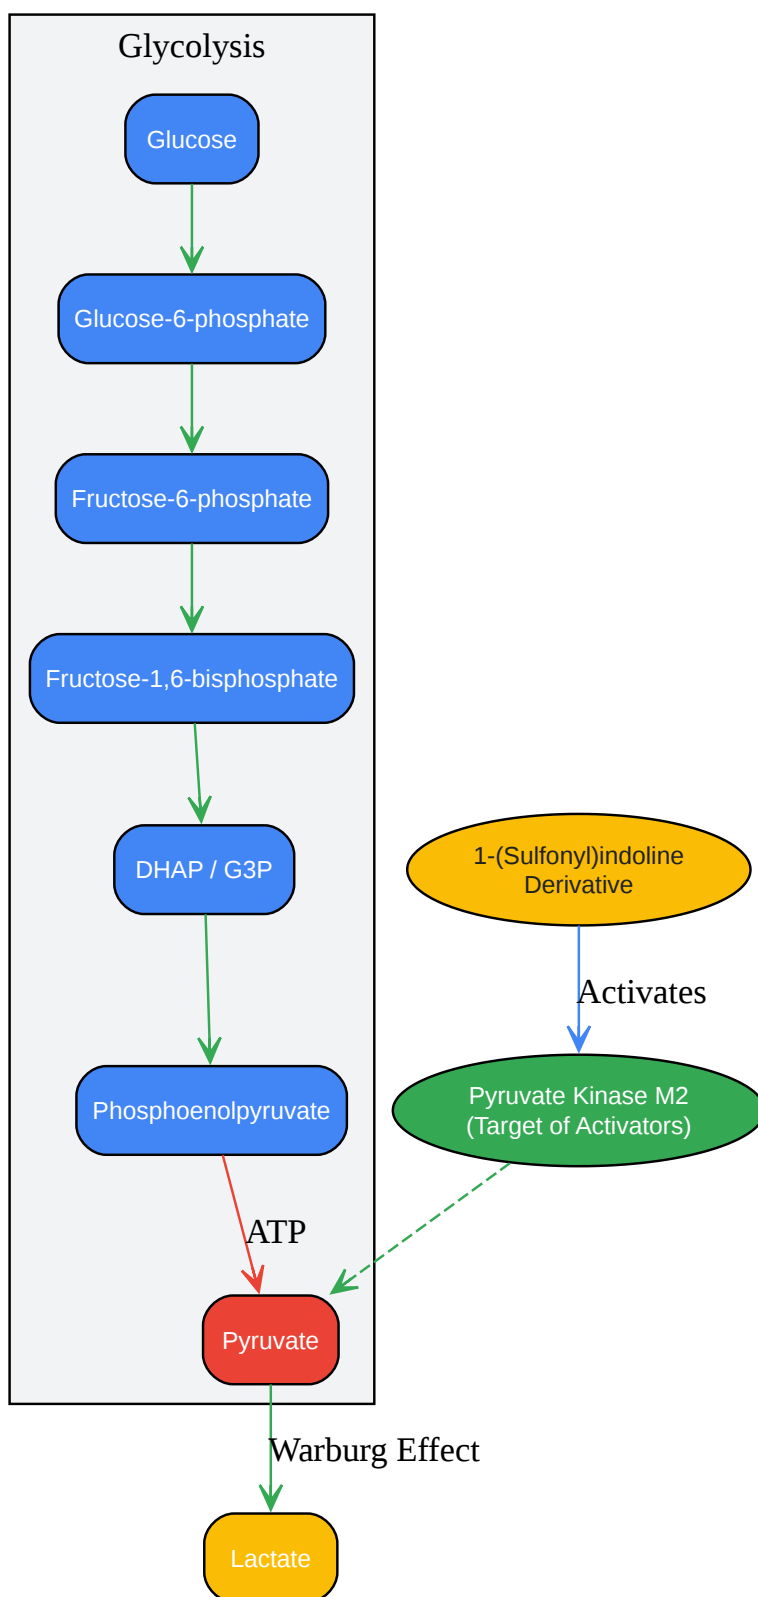 Glycolysis
Glucose
Glucose-6-phosphate
Fructose-6-phosphate
Fructose-1,6-bisphosphate
DHAP / G3P
1-(Sulfonyl)indoline
Derivative
Activates
Phosphoenolpyruvate
Pyruvate Kinase M2
(Target of Activators)
ATP
Pyruvate
Warburg Effect
Lactate